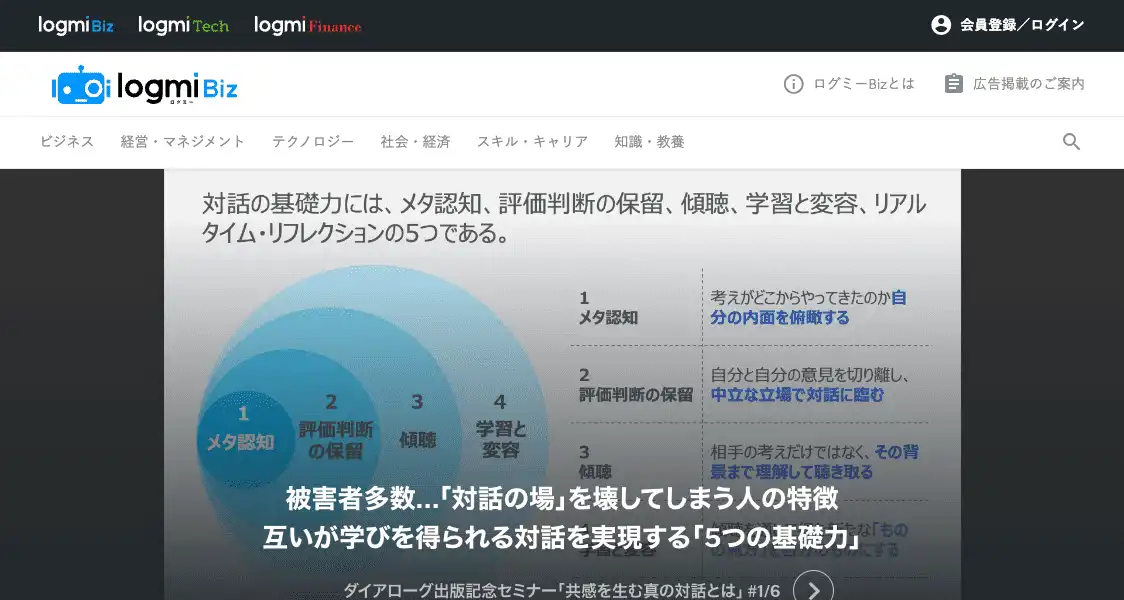 logmi Biz logmi Tech logmi Finance 会員登録／ログイン
logmi Biz
ログミー
ログミーBizとは 広告掲載のご案内
ビジネス 経営・マネジメント テクノロジー 社会・経済 スキル・キャリア 知識・教養
対話の基礎力には、メタ認知、評価判断の保留、傾聴、学習と変容、リアル
タイム・リフレクションの5つである。
1
メタ認知
2
評価判断
の保留
3
傾聴
4
学習と
変容
1
メタ認知
考えがどこからやってきたのか自
分の内面を俯瞰する
2
評価判断の保留
自分と自分の意見を切り離し、
中立な立場で対話に臨む
3
傾聴
相手の考えだけではなく、その背
景まで理解して聴き取る
学習と変容
被害者多数…「対話の場」を壊してしまう人の特徴
互いが学びを得られる対話を実現する「5つの基礎力」
ダイアローグ出版記念セミナー「共感を生む真の対話とは」 #1/6